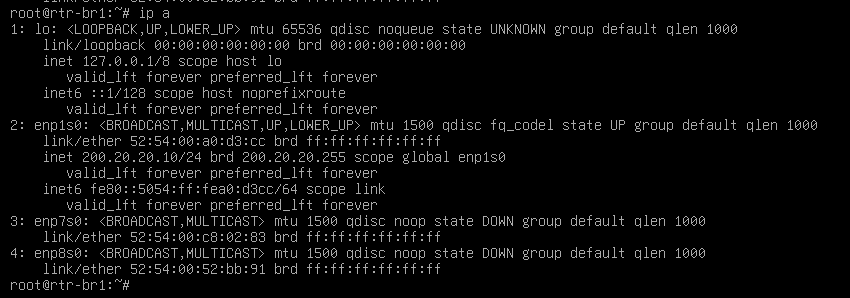 root@rtr-br1:~# ip a
1: lo: <LOOPBACK,UP,LOWER_UP> mtu 65536 qdisc noqueue state UNKNOWN group default qlen 1000
    link/loopback 00:00:00:00:00:00 brd 00:00:00:00:00:00
    inet 127.0.0.1/8 scope host lo
       valid_lft forever preferred_lft forever
    inet6 ::1/128 scope host noprefixroute
       valid_lft forever preferred_lft forever
2: enp1s0: <BROADCAST,MULTICAST,UP,LOWER_UP> mtu 1500 qdisc fq_codel state UP group default qlen 1000
    link/ether 52:54:00:a0:d3:cc brd ff:ff:ff:ff:ff:ff
    inet 200.20.20.10/24 brd 200.20.20.255 scope global enp1s0
       valid_lft forever preferred_lft forever
    inet6 fe80::5054:ff:fea0:d3cc/64 scope link
       valid_lft forever preferred_lft forever
3: enp7s0: <BROADCAST,MULTICAST> mtu 1500 qdisc noop state DOWN group default qlen 1000
    link/ether 52:54:00:c8:02:83 brd ff:ff:ff:ff:ff:ff
4: enp8s0: <BROADCAST,MULTICAST> mtu 1500 qdisc noop state DOWN group default qlen 1000
    link/ether 52:54:00:52:bb:91 brd ff:ff:ff:ff:ff:ff
root@rtr-br1:~#